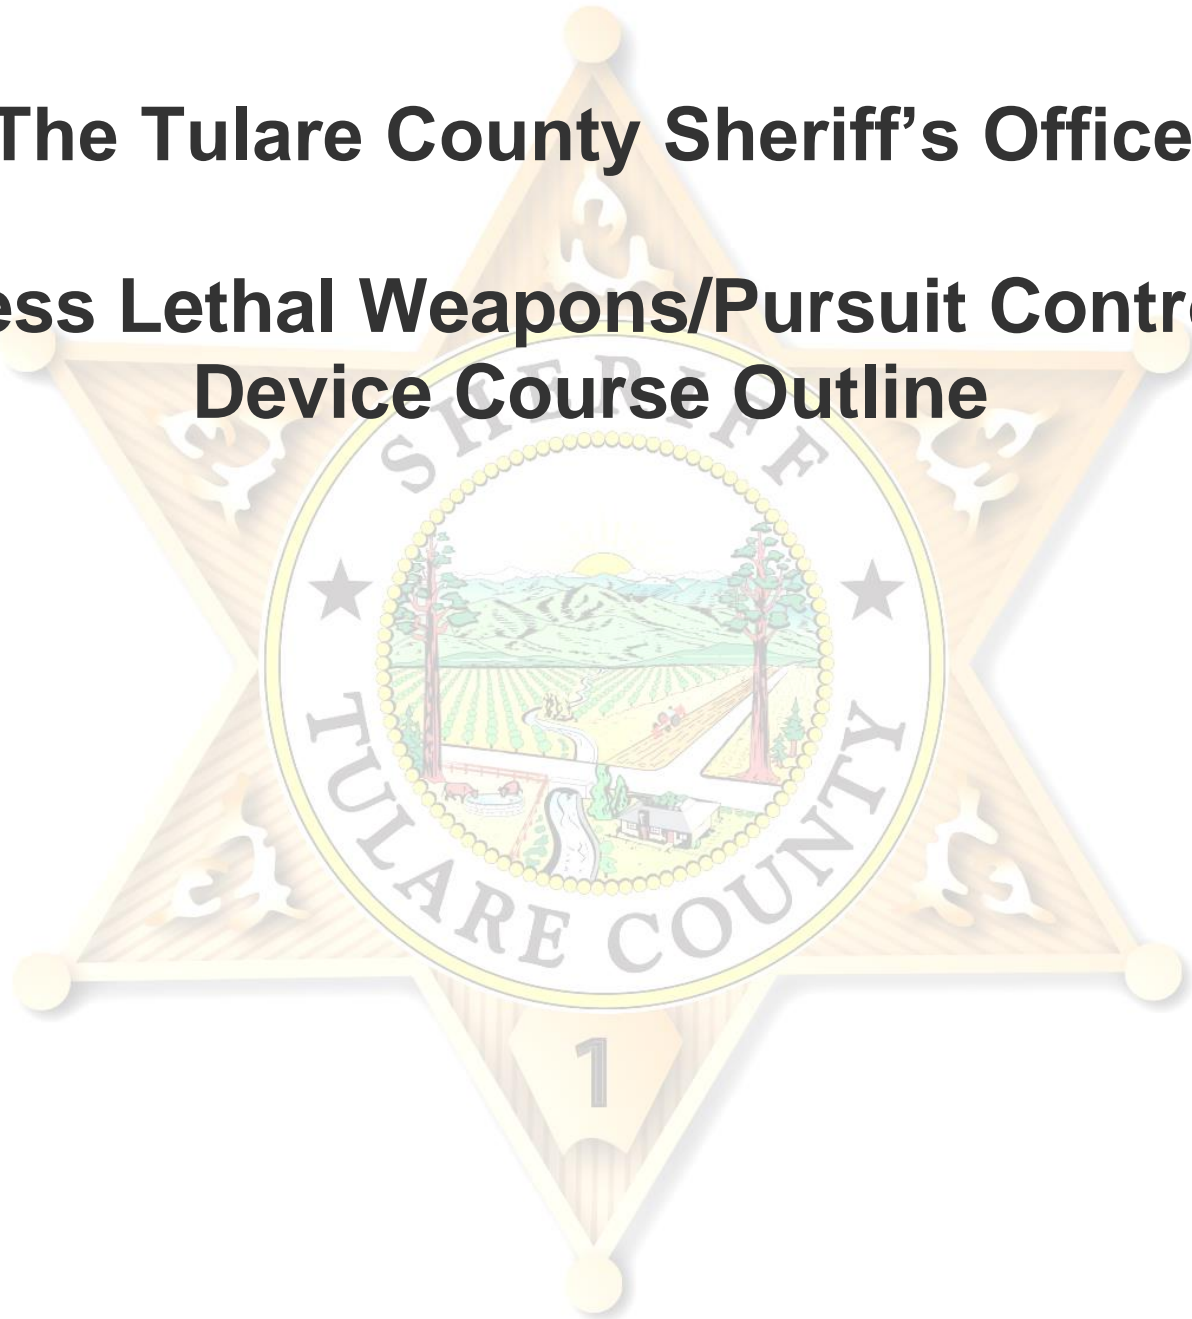 The Tulare County Sheriff’s Office
ess Lethal Weapons/Pursuit Contro
Device Course Outline
SHERIFF
TULARE COUNTY
1